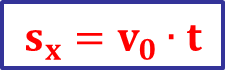 sₓ = v₀ · t